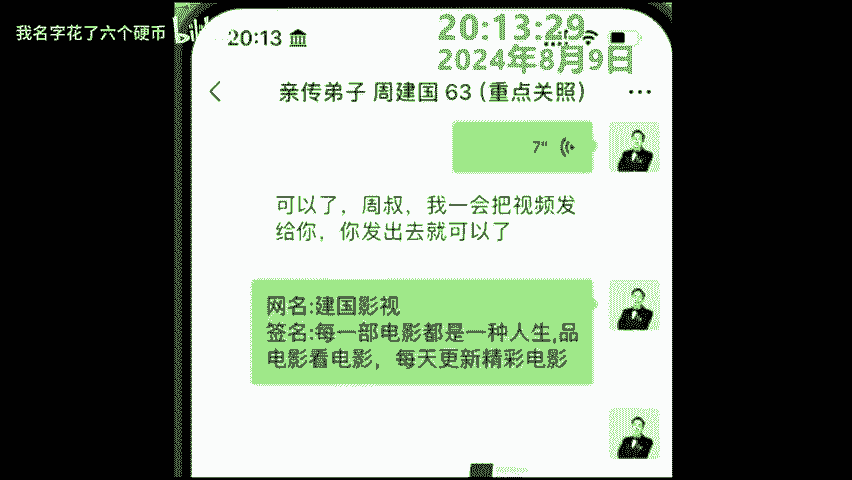 我名字花了六个硬币
bili
20:13
20:13:29
2024年8月9日
亲传弟子 周建国 63 (重点关照)
7"
可以了，周叔，我一会把视频发
给你，你发出去就可以了
网名:建国影视
签名:每一部电影都是一种人生,品
电影看电影，每天更新精彩电影